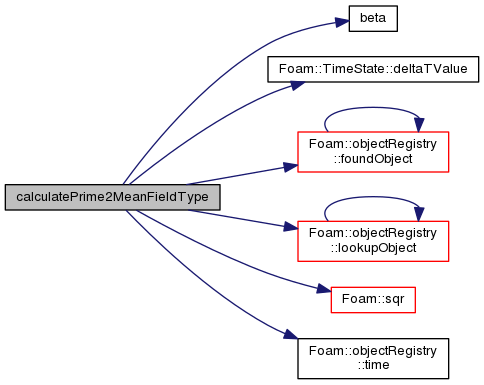 beta
Foam::TimeState::deltaTValue
Foam::objectRegistry
::foundObject
calculatePrime2MeanFieldType
Foam::objectRegistry
::lookupObject
Foam::sqr
Foam::objectRegistry
::time